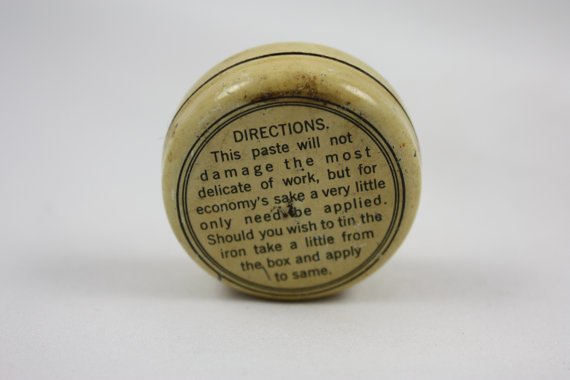 DIRECTIONS.
This paste will not
damage the most
delicate of work, but for
economy's sake a very little
only need be applied.
Should you wish to tin the
iron take a little from
the box and apply
to same.